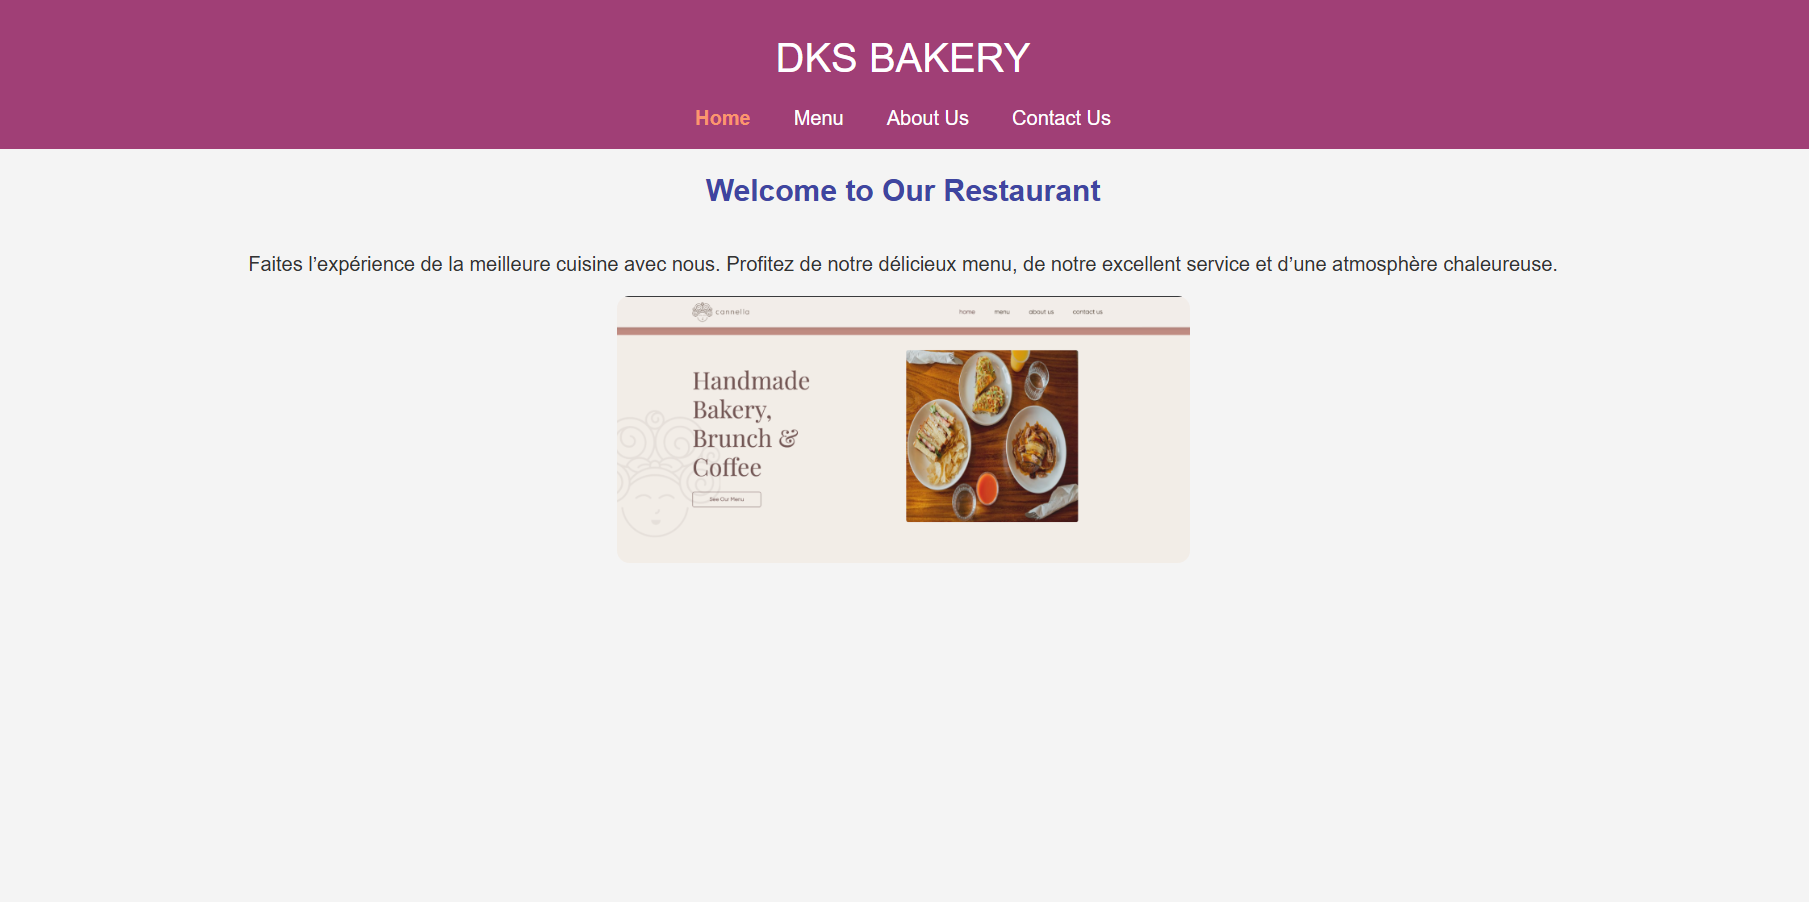 DKS BAKERY
Home Menu About Us Contact Us
Welcome to Our Restaurant
Faites l’expérience de la meilleure cuisine avec nous. Profitez de notre délicieux menu, de notre excellent service et d’une atmosphère chaleureuse.
cannella home menu about us contact us
Handmade
Bakery,
Brunch &
Coffee
See Our Menu